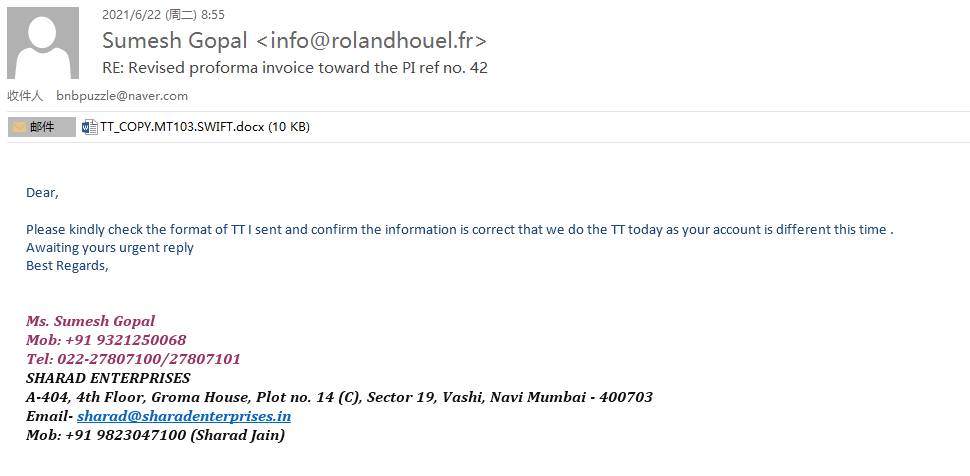 2021/6/22 (周二) 8:55
Sumesh Gopal <info@rolandhouel.fr>
RE: Revised proforma invoice toward the PI ref no. 42
收件人 bnbpuzzle@naver.com
邮件 TT_COPY.MT103.SWIFT.docx (10 KB)
Dear,
Please kindly check the format of TT I sent and confirm the information is correct that we do the TT today as your account is different this time .
Awaiting yours urgent reply
Best Regards,
Ms. Sumesh Gopal
Mob: +91 9321250068
Tel: 022-27807100/27807101
SHARAD ENTERPRISES
A-404, 4th Floor, Groma House, Plot no. 14 (C), Sector 19, Vashi, Navi Mumbai - 400703
Email- sharad@sharadenterprises.in
Mob: +91 9823047100 (Sharad Jain)